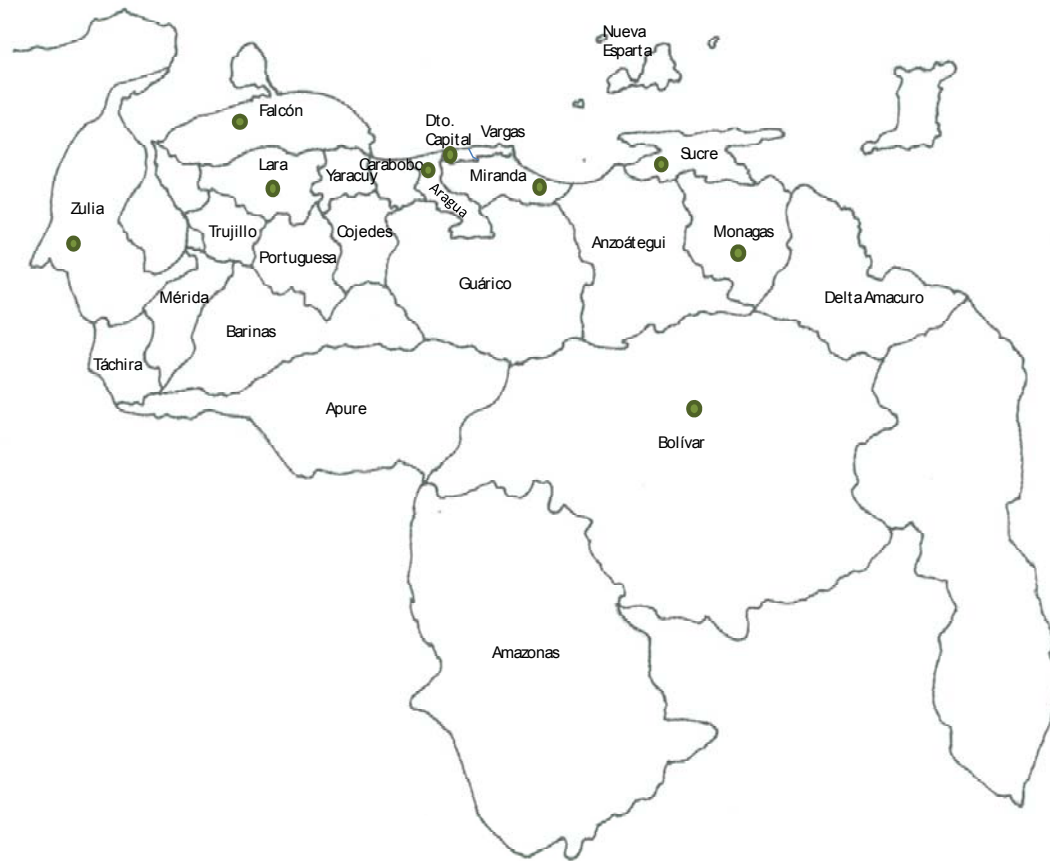 Nueva
Esparta
Falcón
Dto.
Capital
Vargas
Lara
Yaracuy
Carabobo
Aragua
Miranda
Sucre
Zulia
Trujillo
Portuguesa
Cojedes
Guárico
Anzoátegui
Monagas
Mérida
Delta Amacuro
Barinas
Táchira
Apure
Bolívar
Amazonas